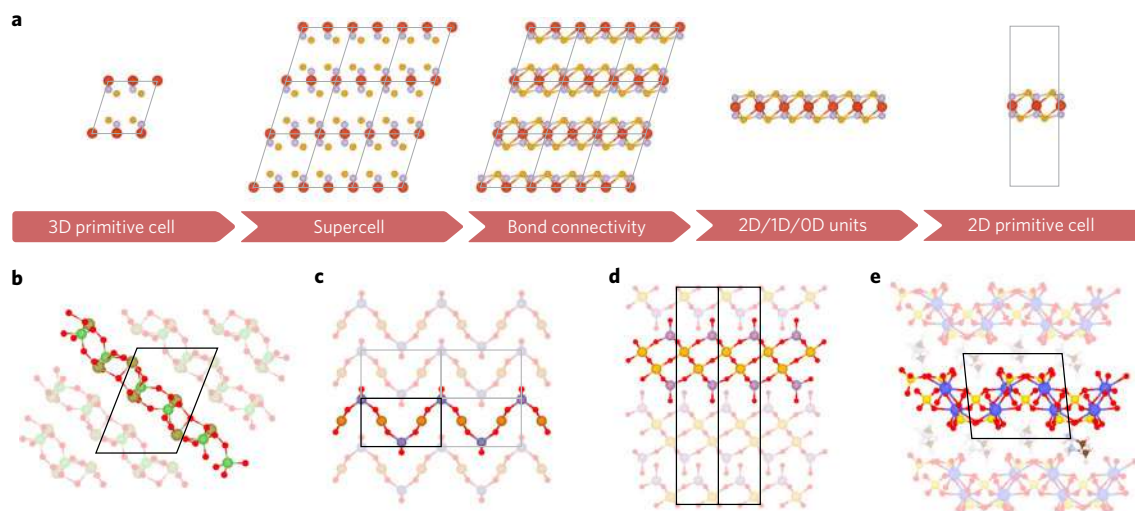 a
3D primitive cell
Supercell
Bond connectivity
2D/1D/0D units
2D primitive cell
b
c
d
e